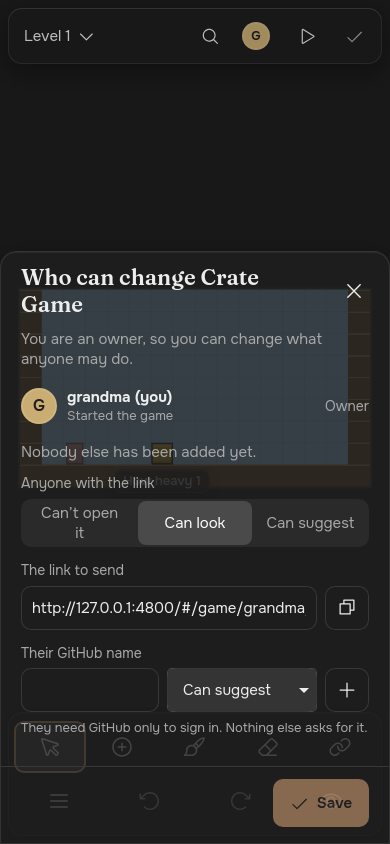 Level 1
G
Who can change Crate
Game
You are an owner, so you can change what
anyone may do.
G
grandma (you)
Started the game
Owner
Nobody else has been added yet.
Anyone with the link
heavy 1
Can't open
it
Can look
Can suggest
The link to send
http://127.0.0.1:4800/#/game/grandma
Their GitHub name
Can suggest
They need GitHub only to sign in. Nothing else asks for it.
Save